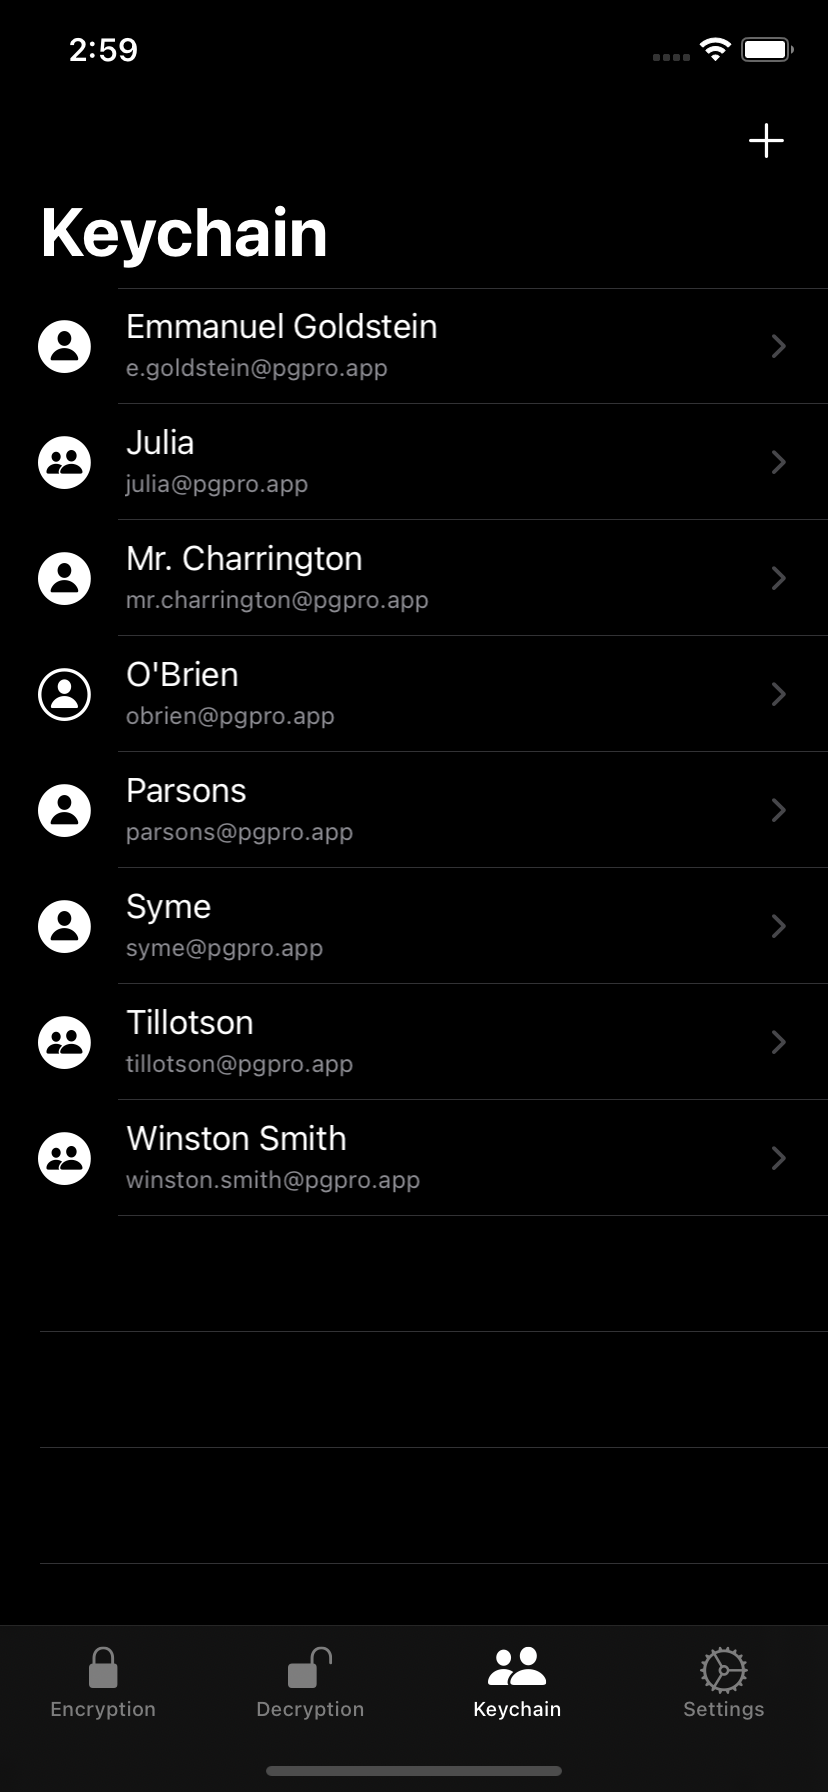 2:59
Keychain
Emmanuel Goldstein
e.goldstein@pgpro.app
Julia
julia@pgpro.app
Mr. Charrington
mr.charrington@pgpro.app
O'Brien
obrien@pgpro.app
Parsons
parsons@pgpro.app
Syme
syme@pgpro.app
Tillotson
tillotson@pgpro.app
Winston Smith
winston.smith@pgpro.app
Encryption Decryption Keychain Settings